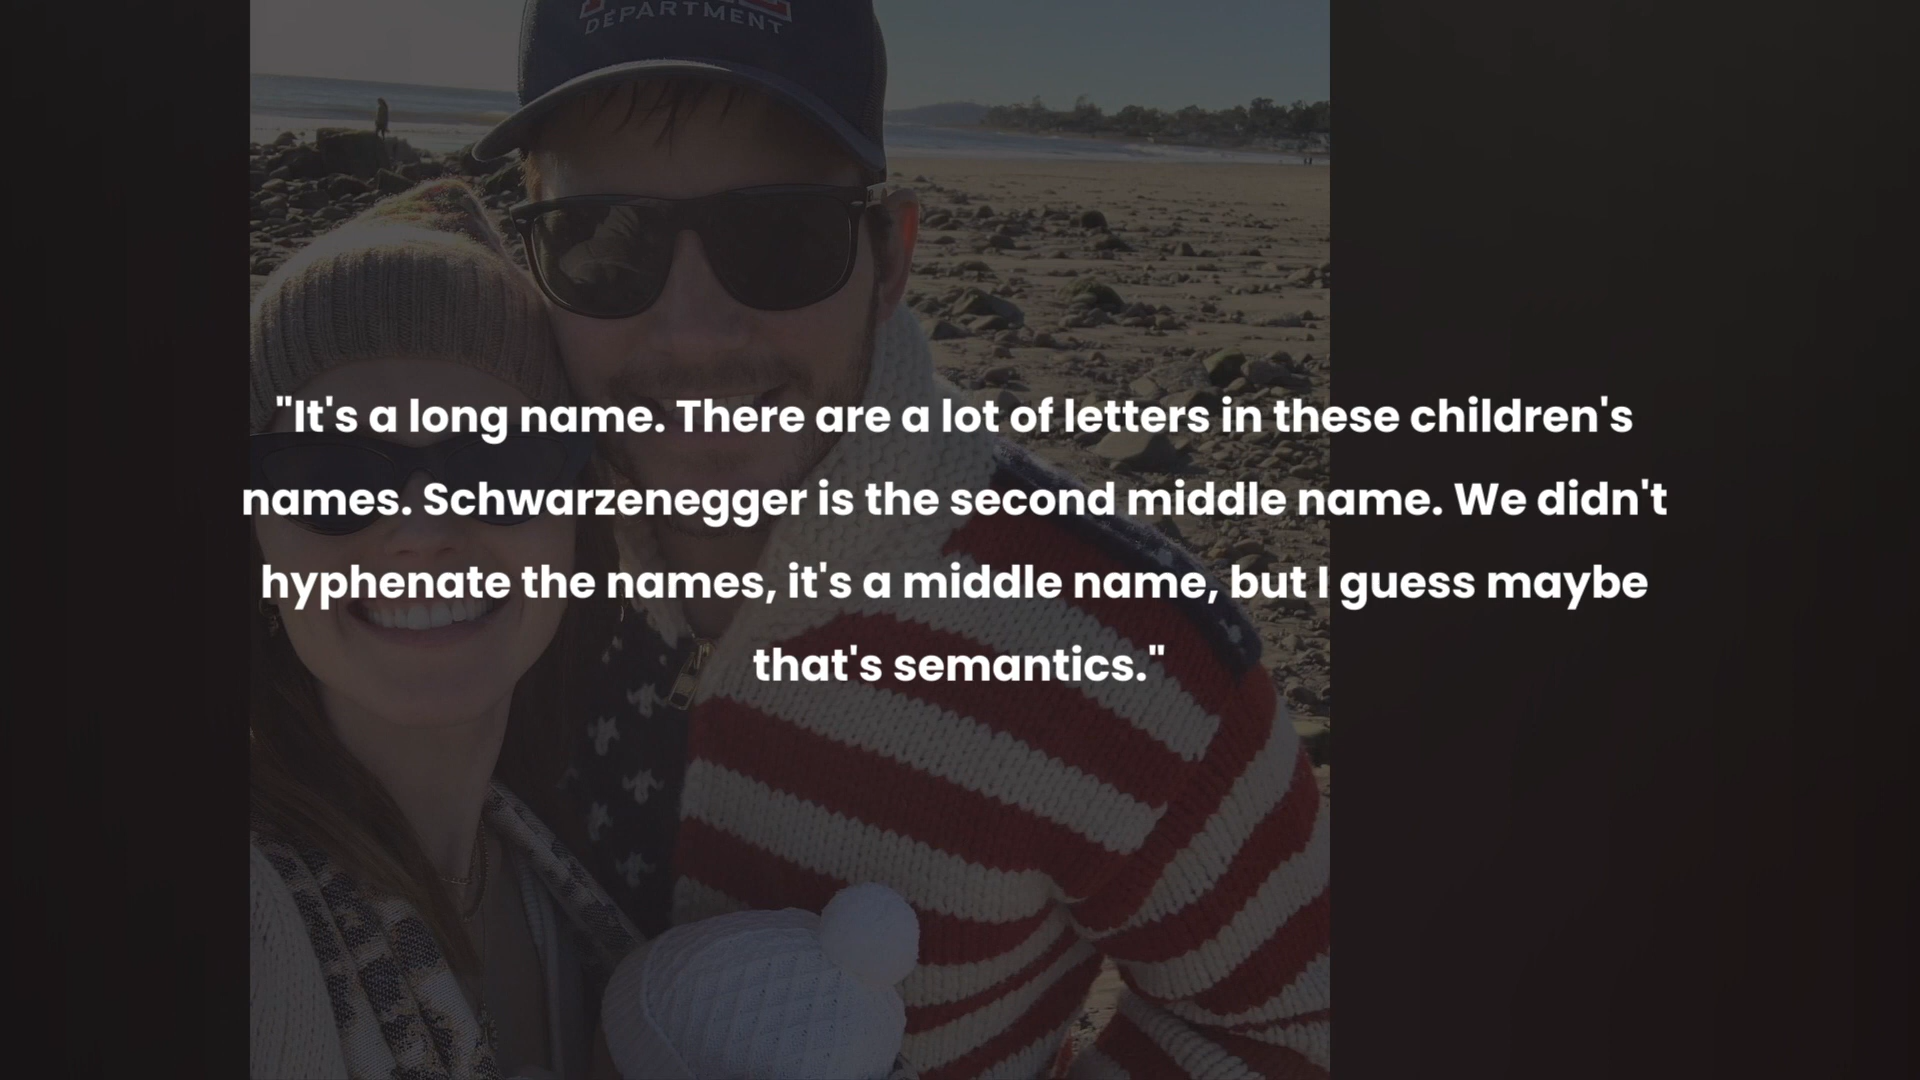 DEPARTMENT
"It's a long name. There are a lot of letters in these children's
names. Schwarzenegger is the second middle name. We didn't
hyphenate the names, it's a middle name, but I guess maybe
that's semantics."